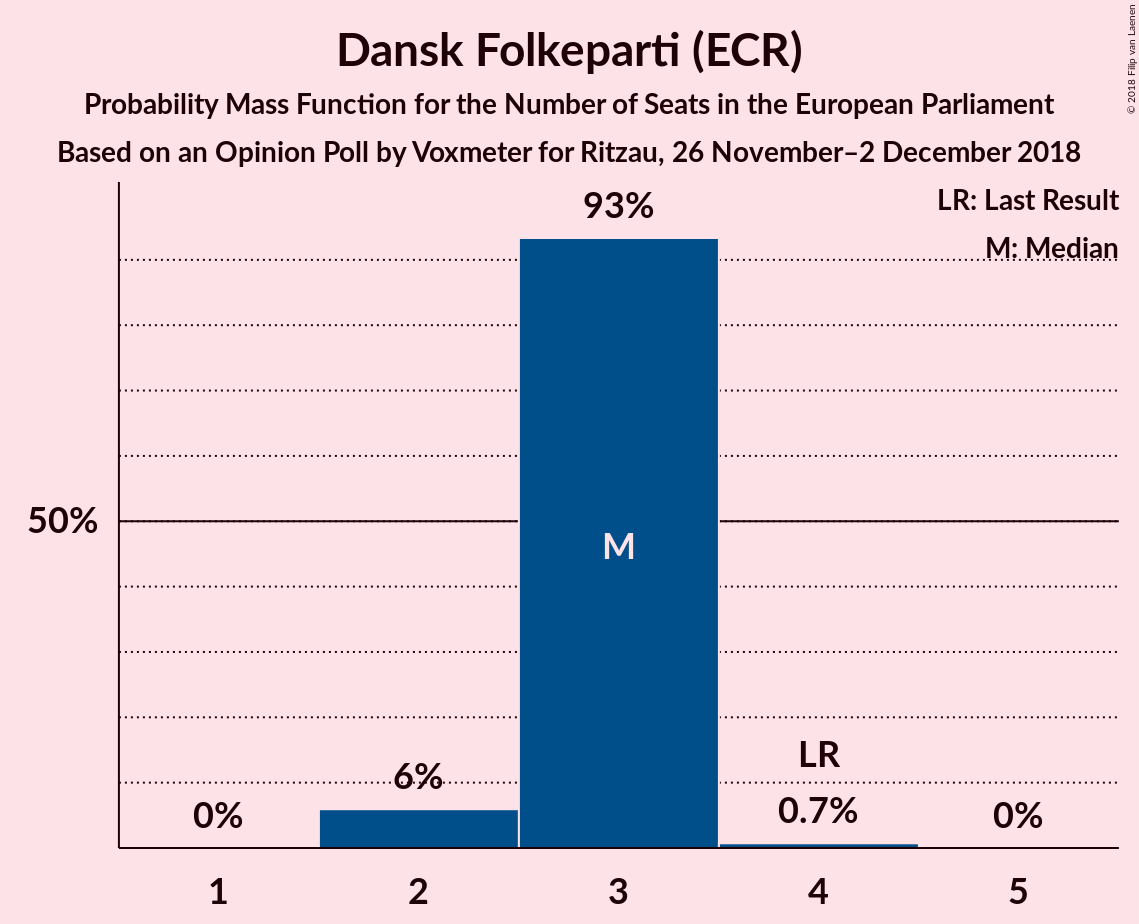 Dansk Folkeparti (ECR)
Probability Mass Function for the Number of Seats in the European Parliament
Based on an Opinion Poll by Voxmeter for Ritzau, 26 November–2 December 2018
© 2018 Filip van Laenen
LR: Last Result
M: Median
93%
50%
M
LR
6%
0.7%
0%
0%
1 2 3 4 5